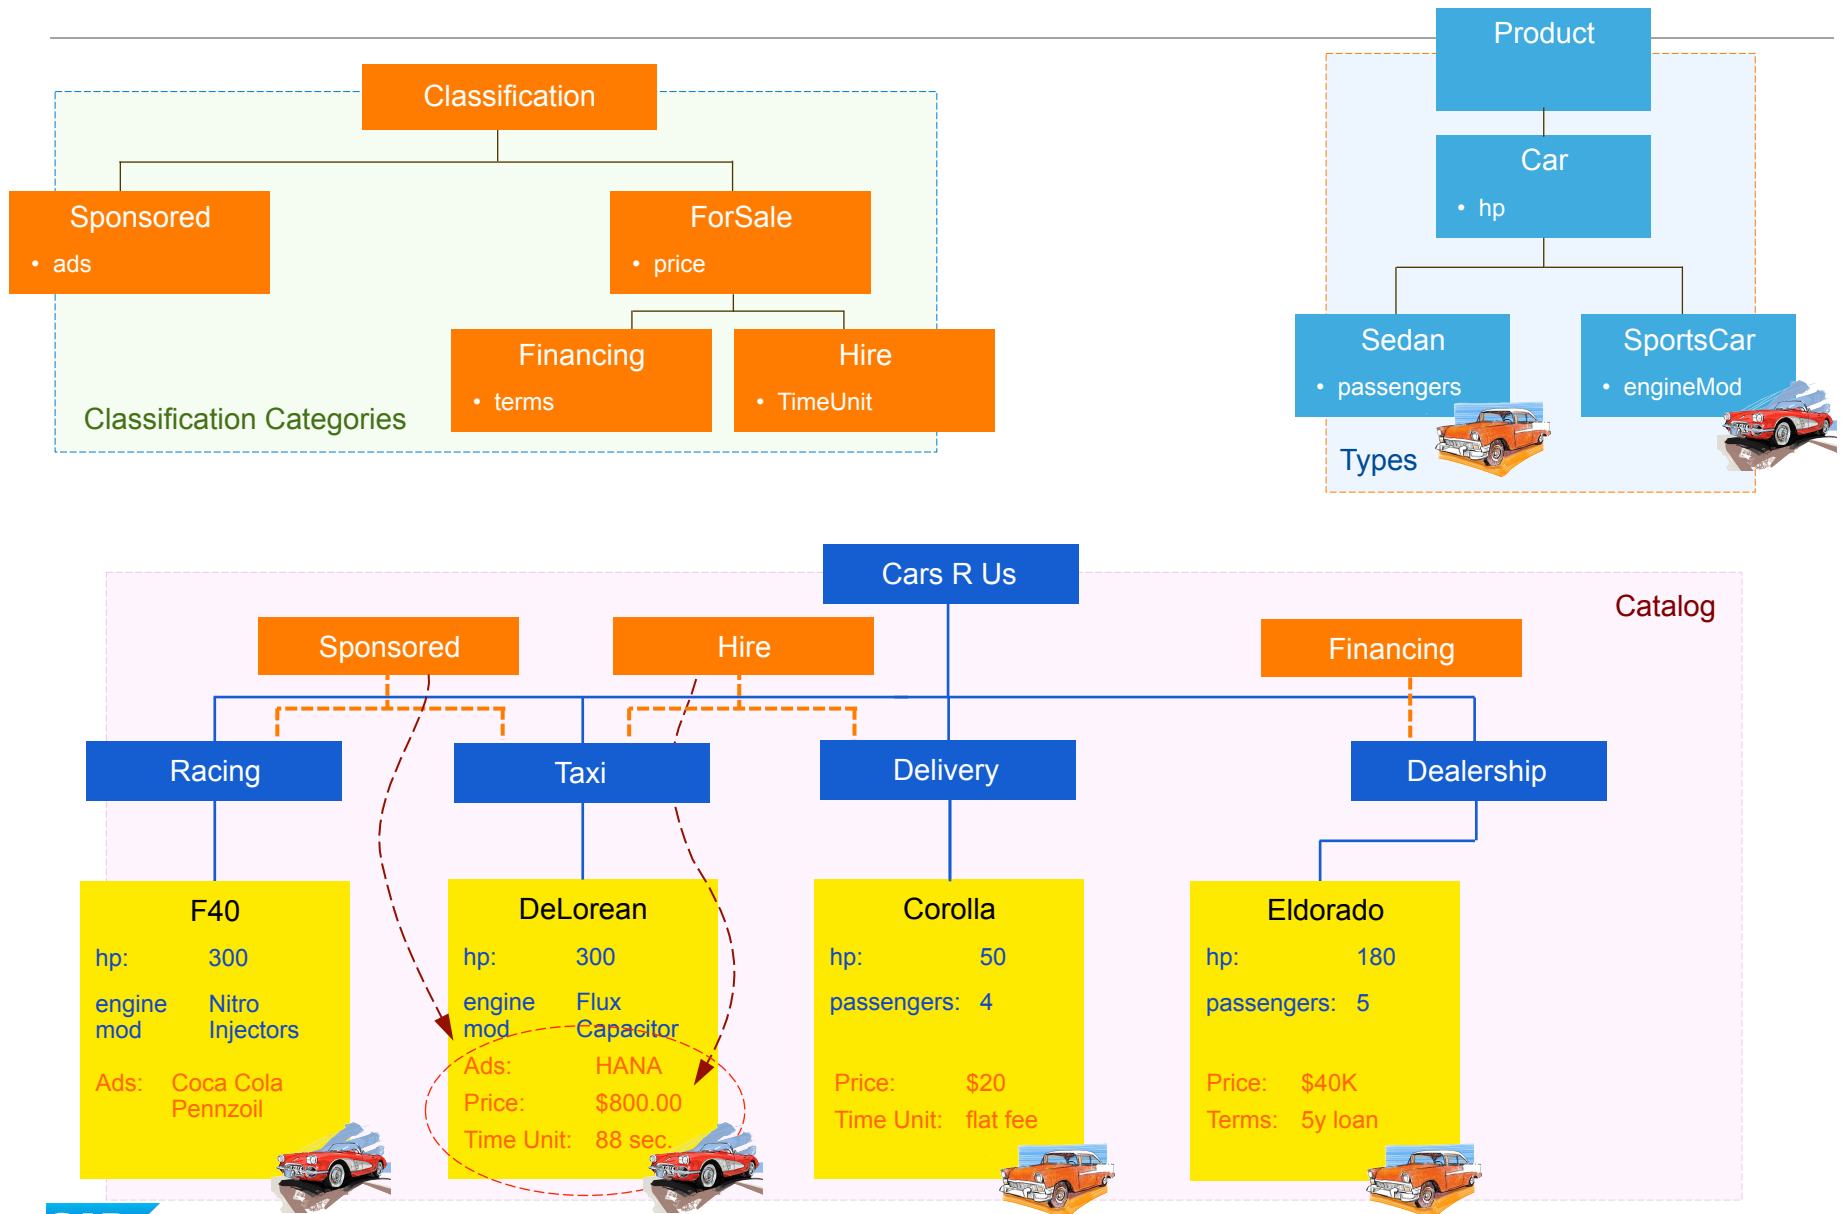 Product
Classification
Car
• hp
Sponsored
• ads
ForSale
• price
Financing
• terms
Hire
• TimeUnit
Sedan
• passengers
SportsCar
• engineMod
Classification Categories
Types
Cars R Us
Catalog
Sponsored
Hire
Financing
Racing
Taxi
Delivery
Dealership
F40
hp: 300
engine Nitro
mod Injectors
Ads: Coca Cola
Pennzoil
DeLorean
hp: 300
engine Flux
mod Capacitor
Ads: HANA
Price: $800.00
Time Unit: 88 sec.
Corolla
hp: 50
passengers: 4
Price: $20
Time Unit: flat fee
Eldorado
hp: 180
passengers: 5
Price: $40K
Terms: 5y loan